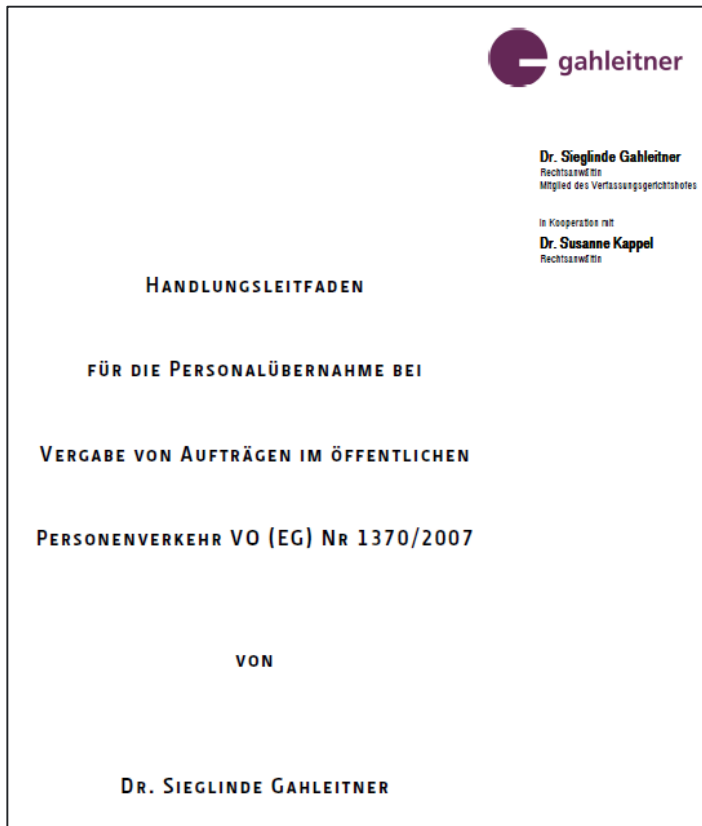 gahleitner
Dr. Sieglinde Gahleitner
Rechtsanwältin
Mitglied des Verfassungsgerichtshofes
in Kooperation mit
Dr. Susanne Kappel
Rechtsanwältin
HANDLUNGSLEITFADEN
FÜR DIE PERSONALÜBERNAHME BEI
VERGABE VON AUFTRÄGEN IM ÖFFENTLICHEN
PERSONENVERKEHR VO (EG) NR 1370/2007
VON
DR. SIEGLINDE GAHLEITNER